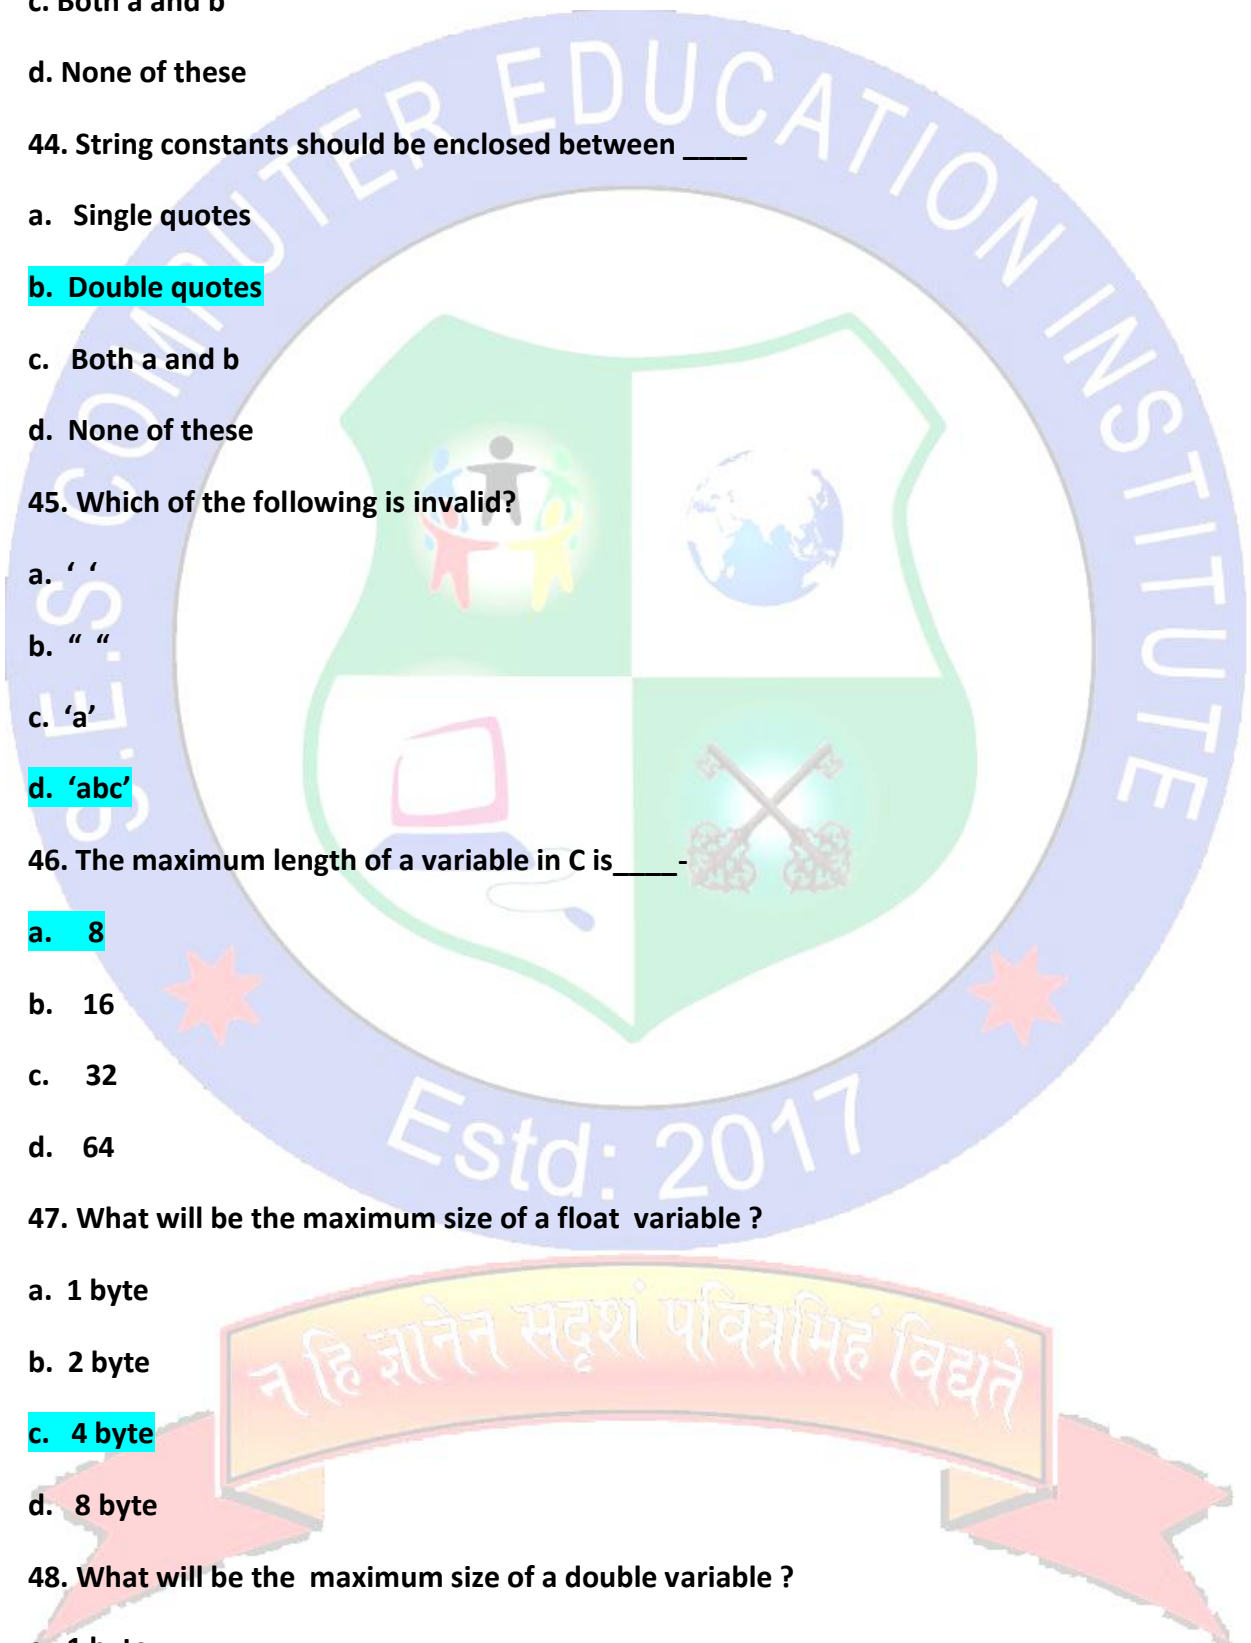 c. Both a and b
d. None of these
44. String constants should be enclosed between ____
a. Single quotes
b. Double quotes
c. Both a and b
d. None of these
45. Which of the following is invalid?
a. ‘ ‘
b. “ “
c. ‘a’
d. ‘abc’
46. The maximum length of a variable in C is____-
a. 8
b. 16
c. 32
d. 64
47. What will be the maximum size of a float variable ?
a. 1 byte
b. 2 byte
c. 4 byte
d. 8 byte
48. What will be the maximum size of a double variable ?
S.E.S COMPUTER EDUCATION INSTITUTE
Estd: 2017
न हि ज्ञानेन सदृशं पवित्रमिहं विद्यते